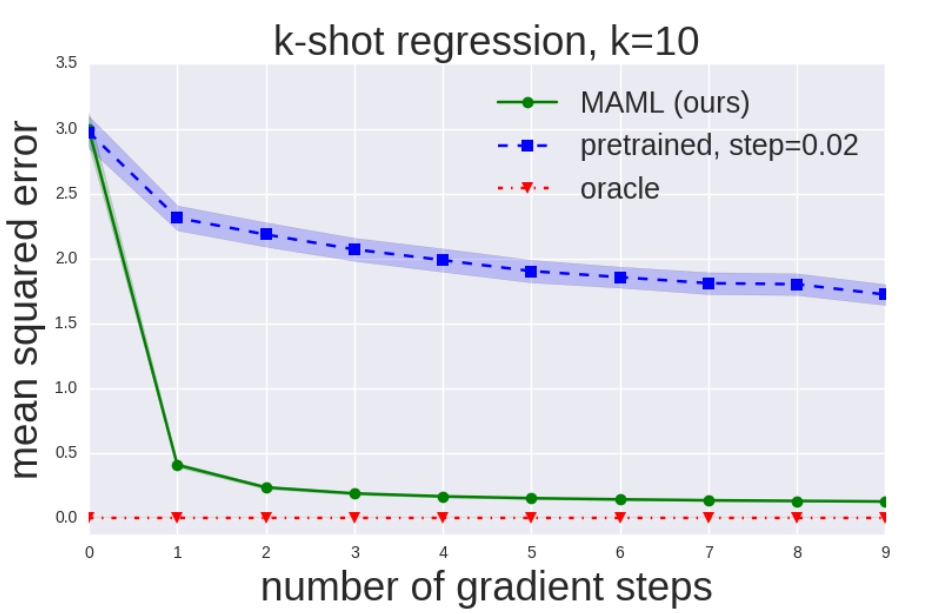 k-shot regression, k=10
3.5
3.0
2.5
2.0
1.5
1.0
0.5
0.0
mean squared error
MAML (ours)
pretrained, step=0.02
oracle
0 1 2 3 4 5 6 7 8 9
number of gradient steps